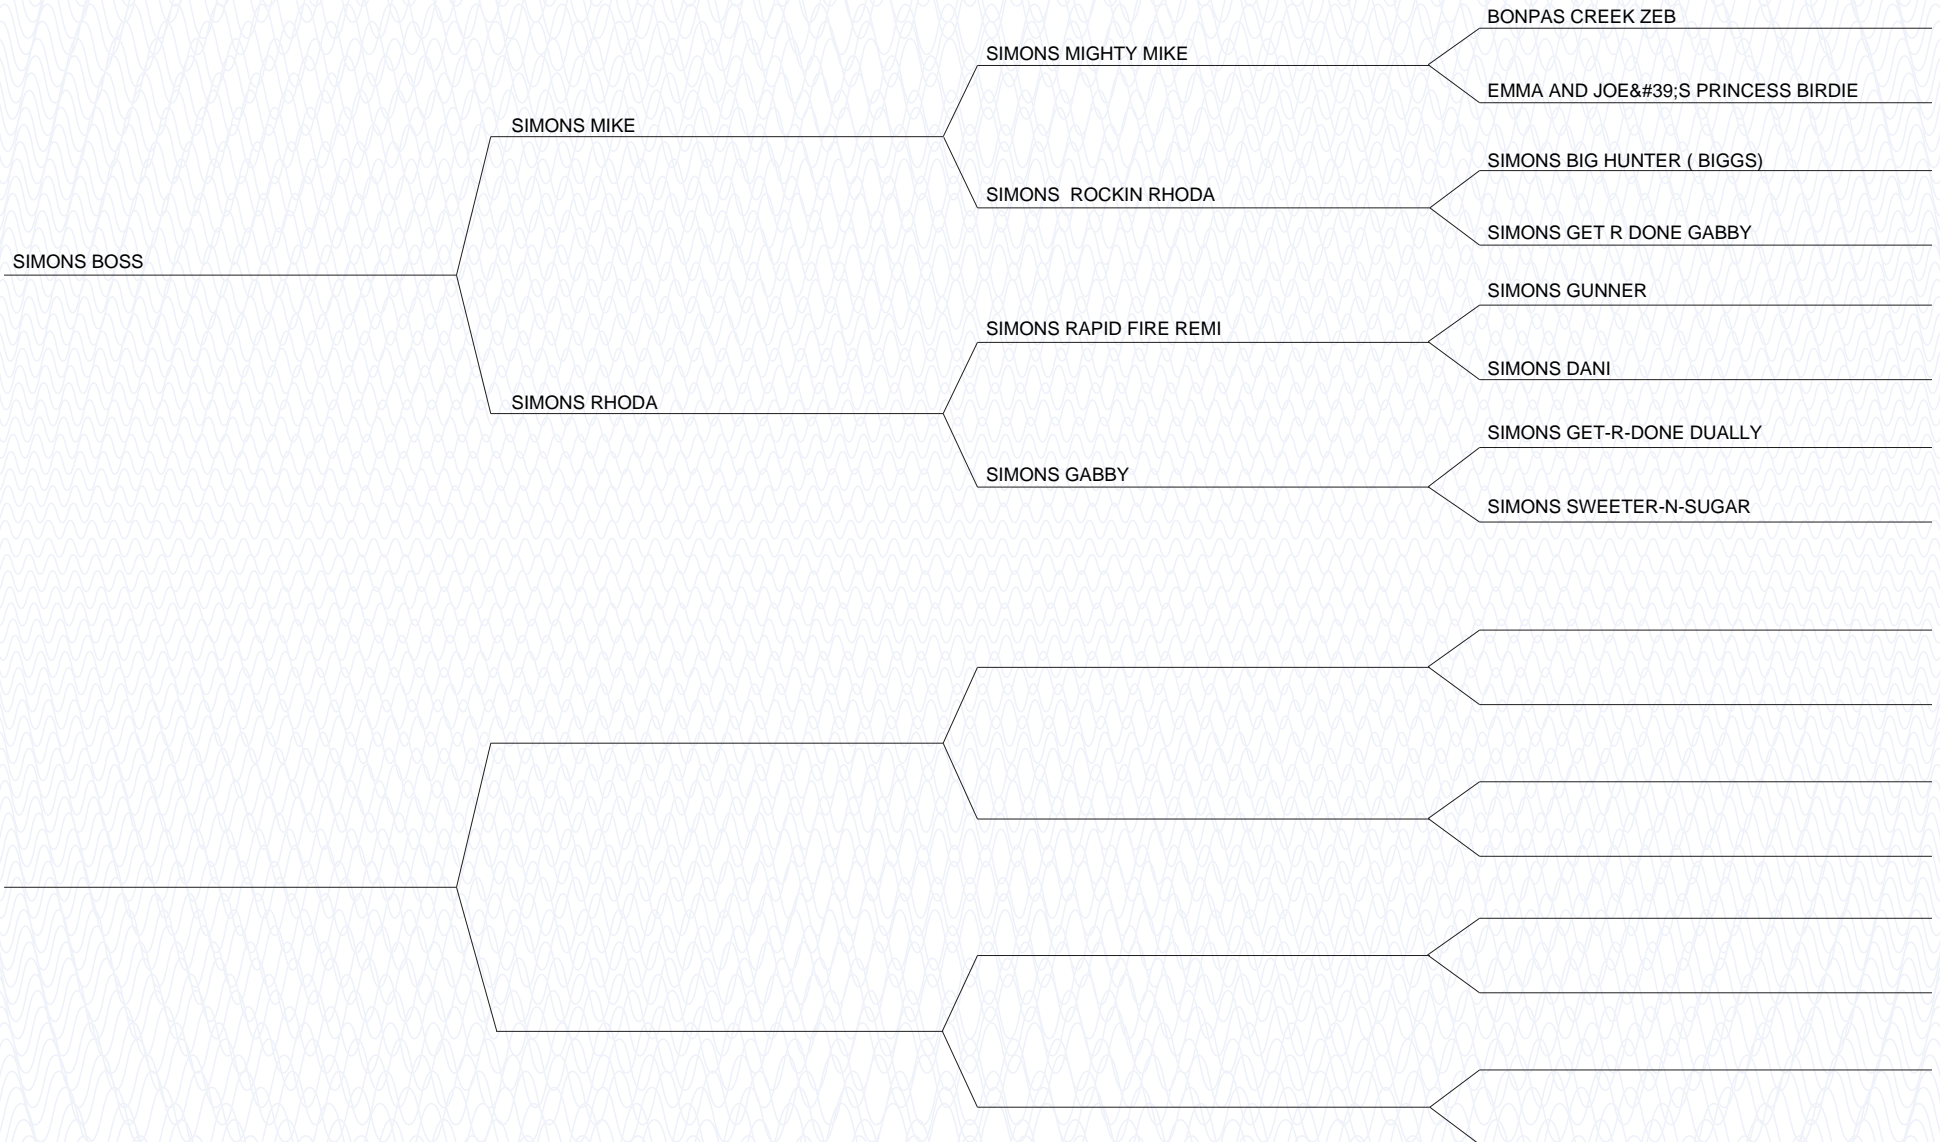 BONPAS CREEK ZEB
SIMONS MIGHTY MIKE
EMMA AND JOE&#39;S PRINCESS BIRDIE
SIMONS MIKE
SIMONS BIG HUNTER ( BIGGS)
SIMONS  ROCKIN RHODA
SIMONS GET R DONE GABBY
SIMONS BOSS
SIMONS GUNNER
SIMONS RAPID FIRE REMI
SIMONS DANI
SIMONS RHODA
SIMONS GET-R-DONE DUALLY
SIMONS GABBY
SIMONS SWEETER-N-SUGAR